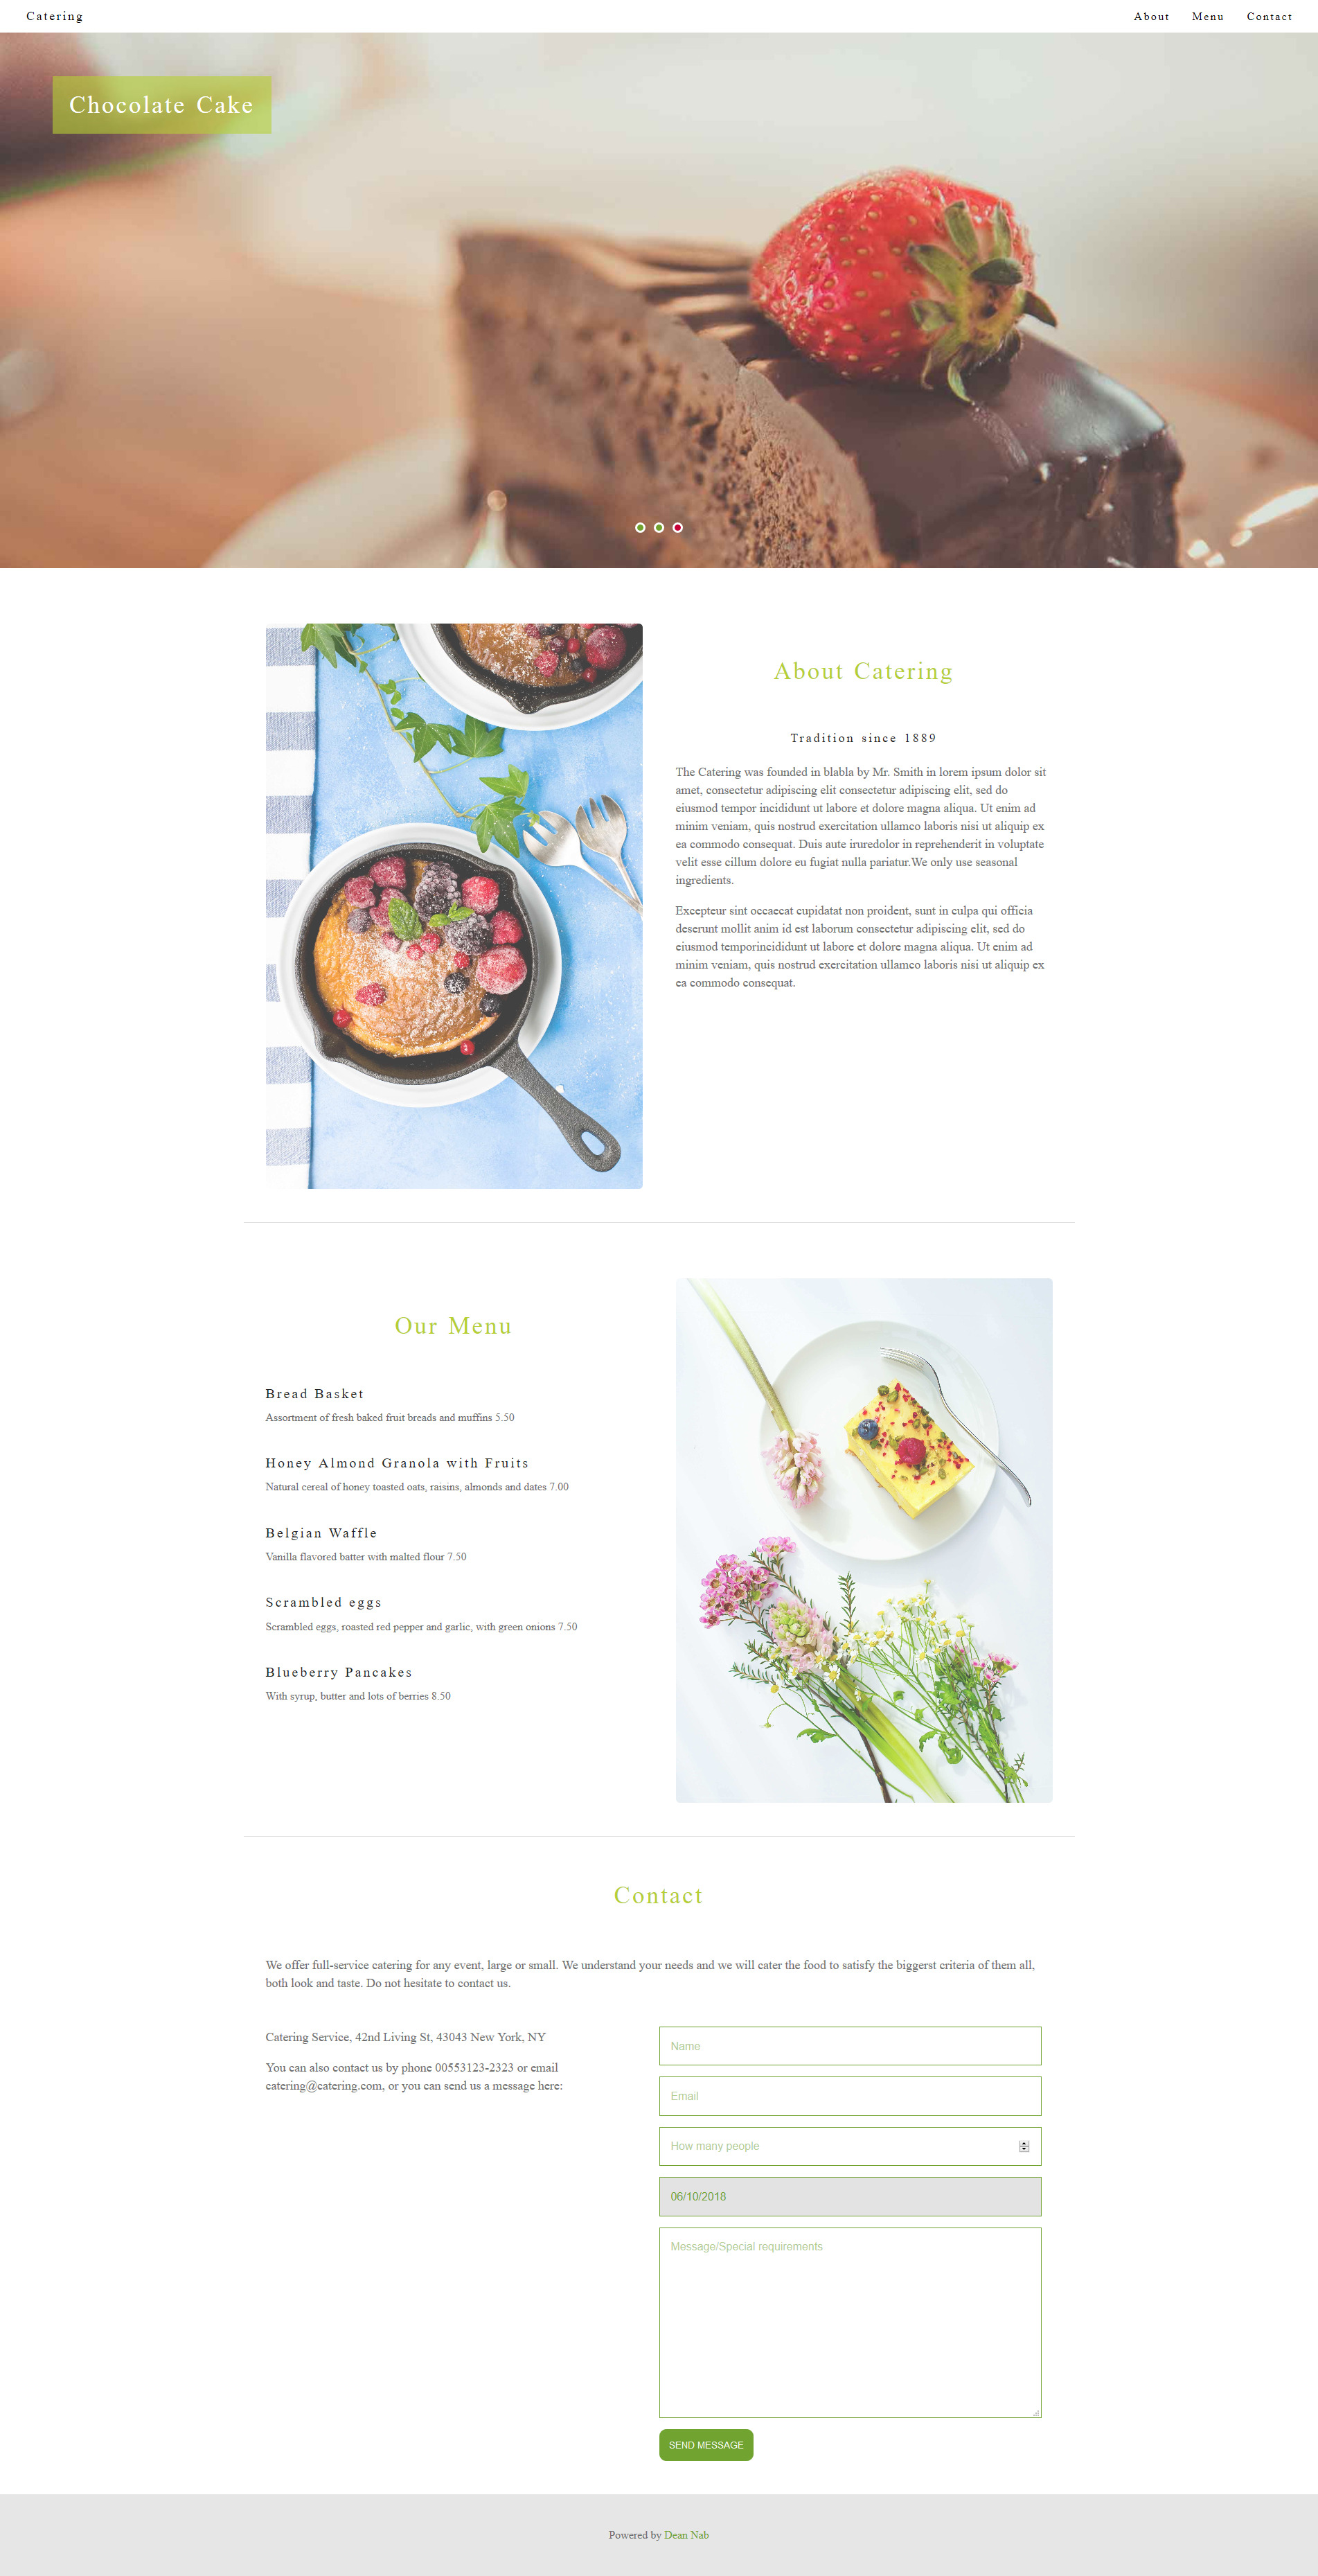 Catering
About Menu Contact
Chocolate Cake
About Catering
Tradition since 1889
The Catering was founded in blabla by Mr. Smith in lorem ipsum dolor sit
amet, consectetur adipiscing elit consectetur adipiscing elit, sed do
eiusmod tempor incididunt ut labore et dolore magna aliqua. Ut enim ad
minim veniam, quis nostrud exercitation ullamco laboris nisi ut aliquip ex
ea commodo consequat. Duis aute iruredolor in reprehenderit in voluptate
velit esse cillum dolore eu fugiat nulla pariatur.We only use seasonal
ingredients.
Excepteur sint occaecat cupidatat non proident, sunt in culpa qui officia
deserunt mollit anim id est laborum consectetur adipiscing elit, sed do
eiusmod temporincididunt ut labore et dolore magna aliqua. Ut enim ad
minim veniam, quis nostrud exercitation ullamco laboris nisi ut aliquip ex
ea commodo consequat.
Our Menu
Bread Basket
Assortment of fresh baked fruit breads and muffins 5.50
Honey Almond Granola with Fruits
Natural cereal of honey toasted oats, raisins, almonds and dates 7.00
Belgian Waffle
Vanilla flavored batter with malted flour 7.50
Scrambled eggs
Scrambled eggs, roasted red pepper and garlic, with green onions 7.50
Blueberry Pancakes
With syrup, butter and lots of berries 8.50
Contact
We offer full-service catering for any event, large or small. We understand your needs and we will cater the food to satisfy the biggerst criteria of them all,
both look and taste. Do not hesitate to contact us.
Catering Service, 42nd Living St, 43043 New York, NY
You can also contact us by phone 00553123-2323 or email
catering@catering.com, or you can send us a message here:
Name
Email
How many people
06/10/2018
Message/Special requirements
SEND MESSAGE
Powered by Dean Nab